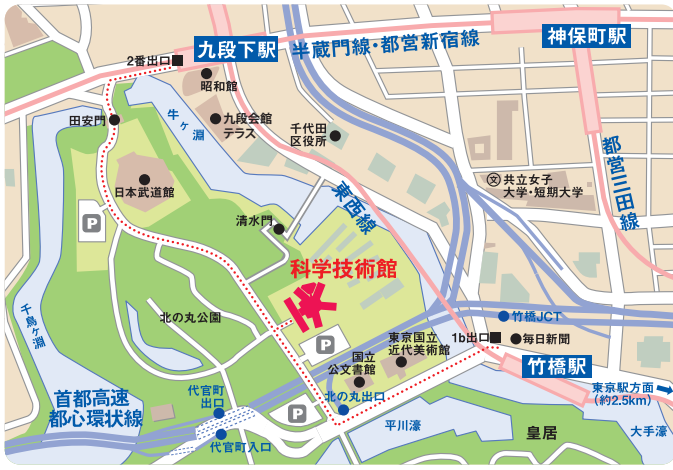 九段下駅
半蔵門線・都営新宿線
神保町駅
2番出口
昭和館
牛ヶ淵
九段会館
テラス
田安門
千代田
区役所
都営三田線
共立女子
大学・短期大学
文
日本武道館
東西線
清水門
P
科学技術館
千鳥ヶ淵
北の丸公園
竹橋JCT
1b出口
毎日新聞
東京国立
近代美術館
P
国立
公文書館
竹橋駅
東京駅方面
(約2.5km)
首都高速
都心環状線
代官町
出口
北の丸出口
P
代官町入口
平川濠
皇居
大手濠